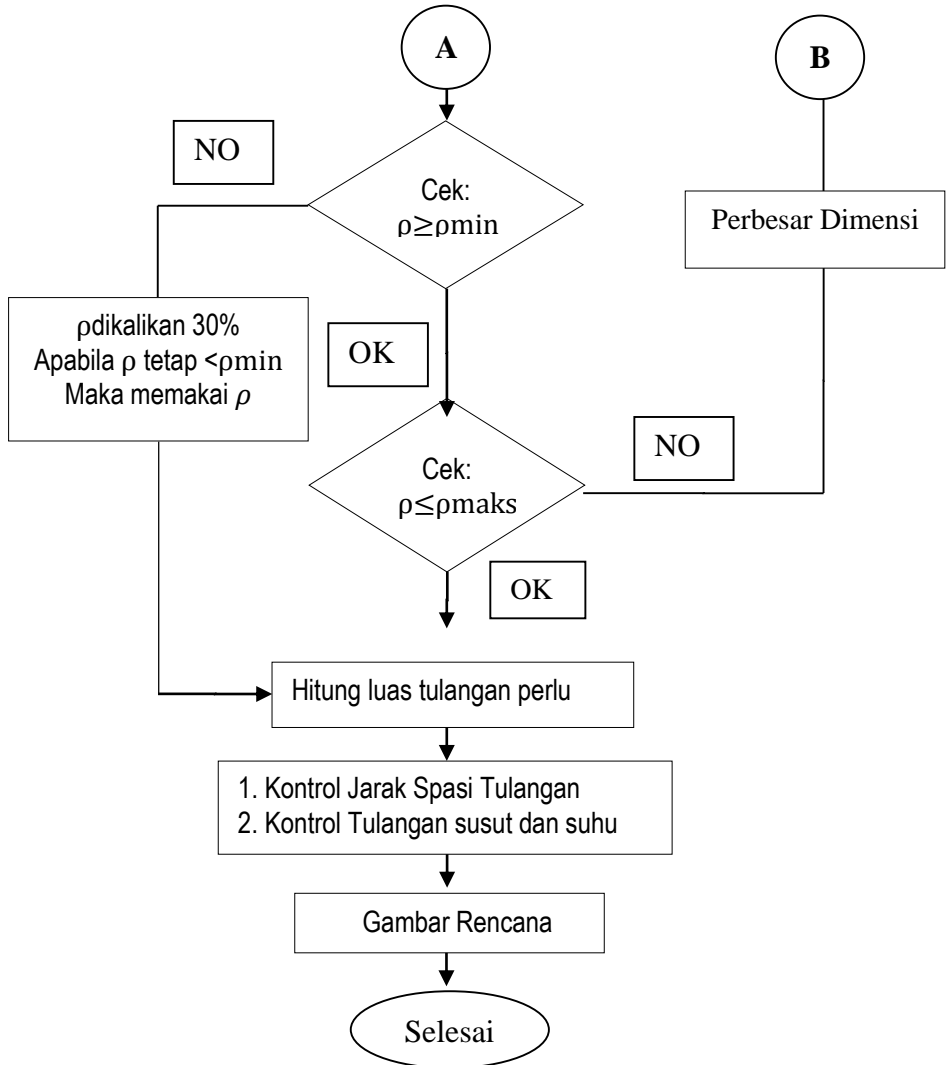 A
B
NO
Cek:
ρ≥ρmin
Perbesar Dimensi
ρdikalikan 30%
Apabila ρ tetap <ρmin
Maka memakai ρ
OK
Cek:
ρ≤ρmaks
NO
OK
Hitung luas tulangan perlu
1. Kontrol Jarak Spasi Tulangan
2. Kontrol Tulangan susut dan suhu
Gambar Rencana
Selesai